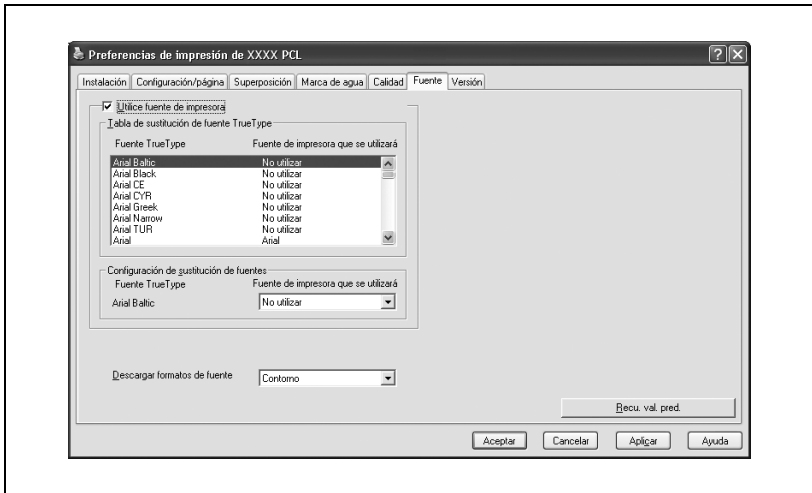 Preferencias de impresión de XXXX PCL
Instalación Configuración/página Superposición Marca de agua Calidad Fuente Versión
Utilice fuente de impresora
Tabla de sustitución de fuente TrueType
Fuente TrueType Fuente de impresora que se utilizará
Arial Baltic No utilizar
Arial Black No utilizar
Arial CE No utilizar
Arial CYR No utilizar
Arial Greek No utilizar
Arial Narrow No utilizar
Arial TUR No utilizar
Arial Arial
Configuración de sustitución de fuentes
Fuente TrueType Fuente de impresora que se utilizará
Arial Baltic No utilizar
Descargar formatos de fuente Contorno
Recu. val. pred.
Aceptar Cancelar Aplicar Ayuda